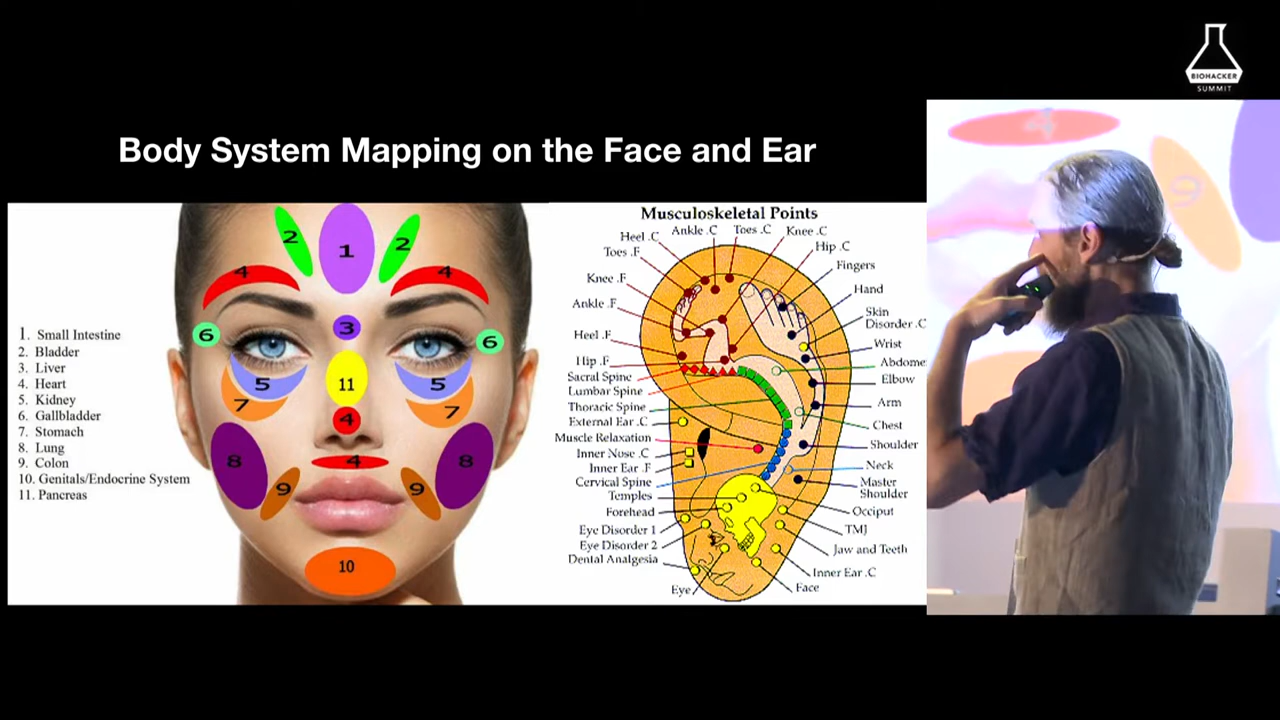 BIOHACKER
SUMMIT
Body System Mapping on the Face and Ear
1. Small Intestine
2. Bladder
3. Liver
4. Heart
5. Kidney
6. Gallbladder
7. Stomach
8. Lung
9. Colon
10. Genitals/Endocrine System
11. Pancreas
2
1
2
4
4
3
6
6
5
11
5
7
7
4
8
4
8
9
9
10
Musculoskeletal Points
Heel .C
Ankle .C
Toes .C
Knee .C
Toes .F
Hip .C
Knee .F
Fingers
Ankle .F
Hand
Heel .F
Skin
Disorder .C
Hip .F
Wrist
Sacral Spine
Abdome
Lumbar Spine
Elbow
Thoracic Spine
Arm
External Ear .C
Chest
Muscle Relaxation
Shoulder
Inner Nose .C
Inner Ear .F
Neck
Cervical Spine
Master
Shoulder
Temples
Forehead
Occiput
Eye Disorder 1
TMJ
Eye Disorder 2
Jaw and Teeth
Dental Analgesia
Inner Ear .C
Eye
Face
4
9